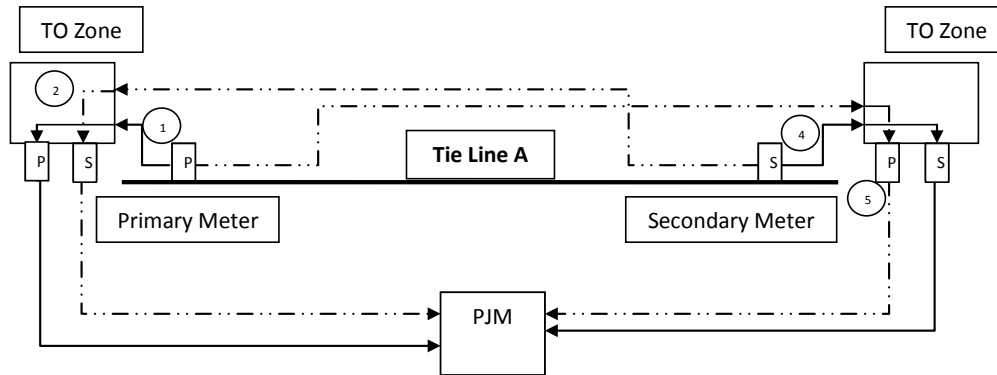 TO Zone
TO Zone
2
1
4
P
S
P
Tie Line A
S
P
S
5
Primary Meter
Secondary Meter
PJM